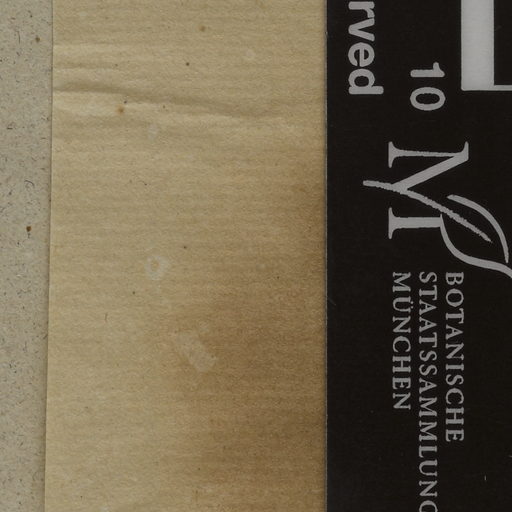 rved
10
M
BOTANISCHE
STAATSSAMMLUNG
MÜNCHEN